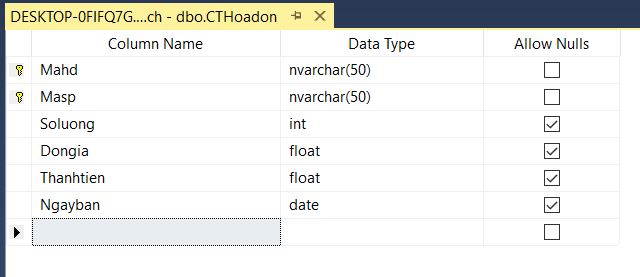 DESKTOP-0FIFQ7G....ch - dbo.CTHoadon
Column Name Data Type Allow Nulls
Mahd nvarchar(50)
Masp nvarchar(50)
Soluong int
Dongia float
Thanhtien float
Ngayban date